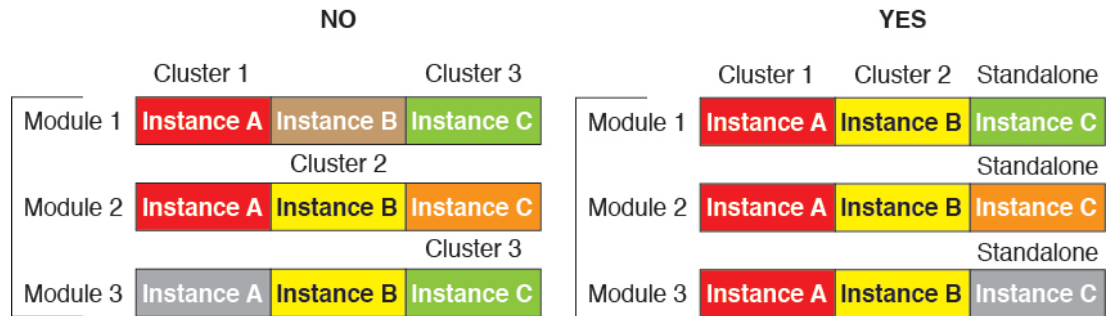 NO
Cluster 1 Cluster 3
Module 1 Instance A Instance B Instance C
Cluster 2
Module 2 Instance A Instance B Instance C
Cluster 3
Module 3 Instance A Instance B Instance C
YES
Cluster 1 Cluster 2 Standalone
Module 1 Instance A Instance B Instance C
Standalone
Module 2 Instance A Instance B Instance C
Standalone
Module 3 Instance A Instance B Instance C